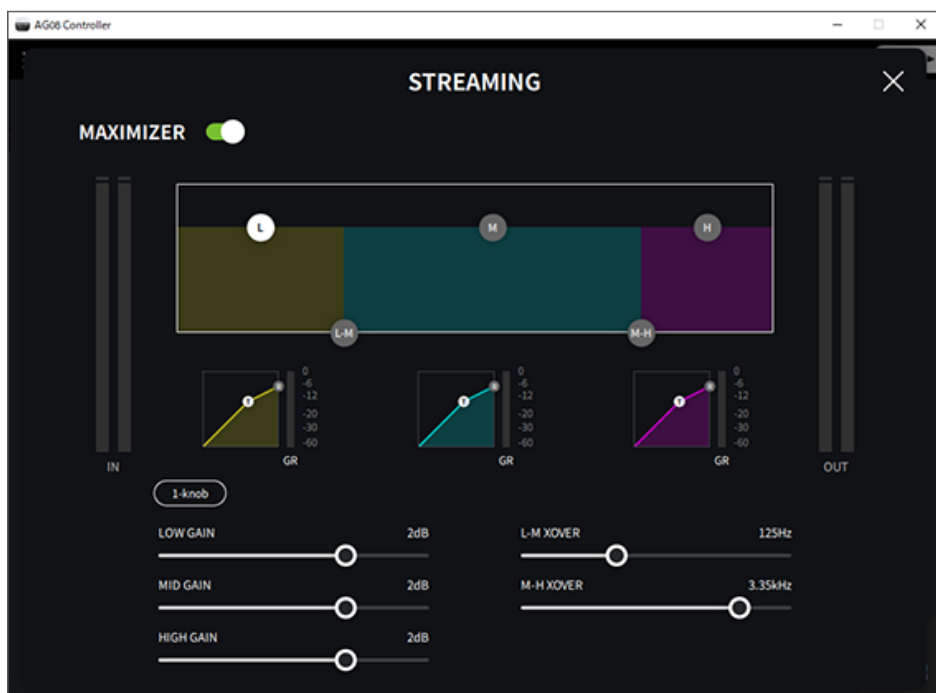 AG08 Controller
STREAMING
MAXIMIZER
L M H
L-M M-H
T R 0 -6 -12 -20 -30 -60
T R 0 -6 -12 -20 -30 -60
T R 0 -6 -12 -20 -30 -60
IN GR GR GR OUT
1-knob
LOW GAIN 2dB L-M XOVER 125Hz
MID GAIN 2dB M-H XOVER 3.35kHz
HIGH GAIN 2dB